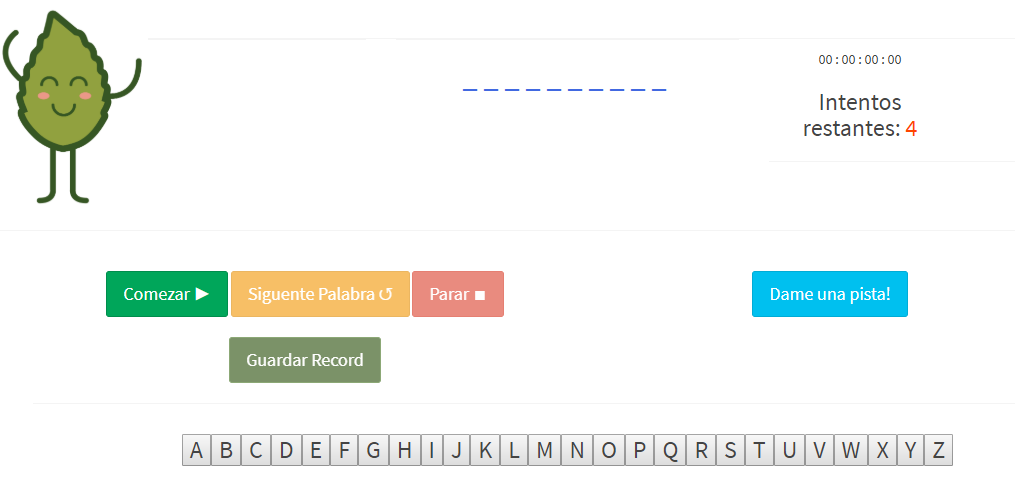 00:00:00:00
_ _ _ _ _ _ _ _ _ _
Intentos
restantes: 4
Comezar ▶
Siguente Palabra ↺
Parar ■
Dame una pista!
Guardar Record
A B C D E F G H I J K L M N O P Q R S T U V W X Y Z